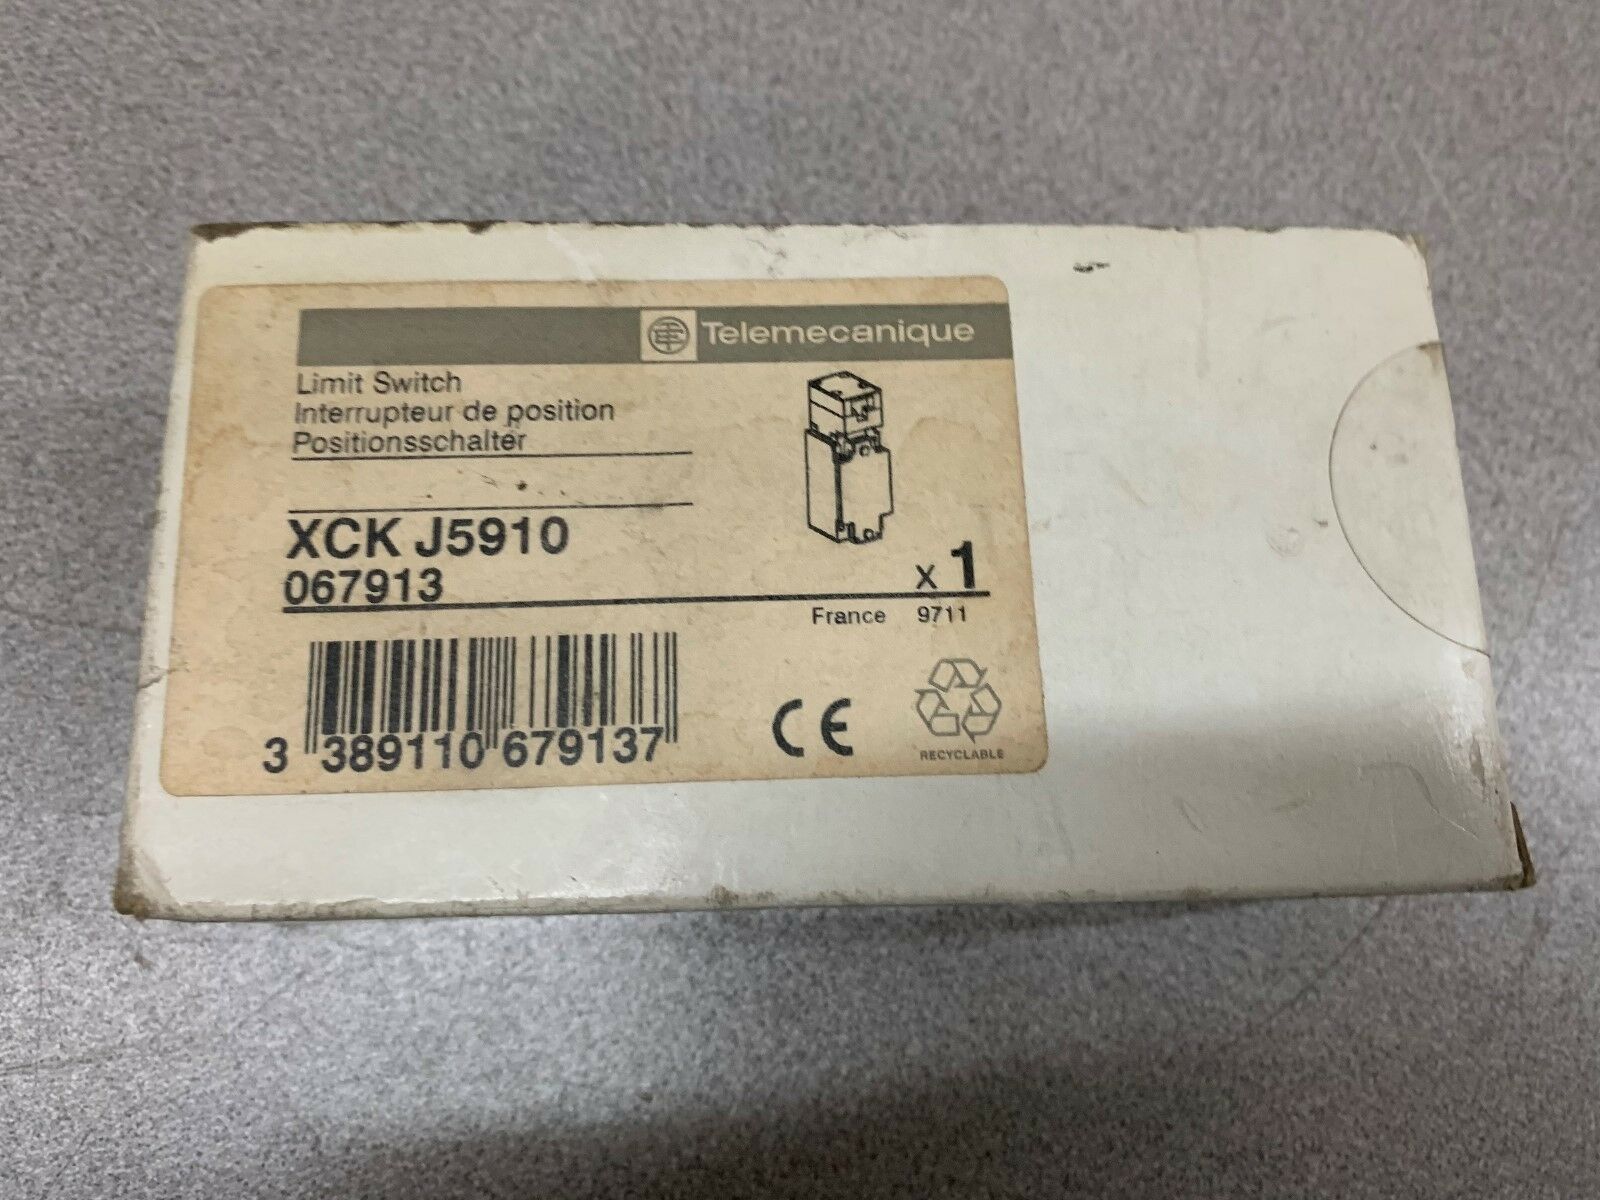 Telemecanique
Limit Switch
Interrupteur de position
Positionsschalter
XCK J5910
067913
x 1
France 9711
3 389110 679137
CE
RECYCLABLE